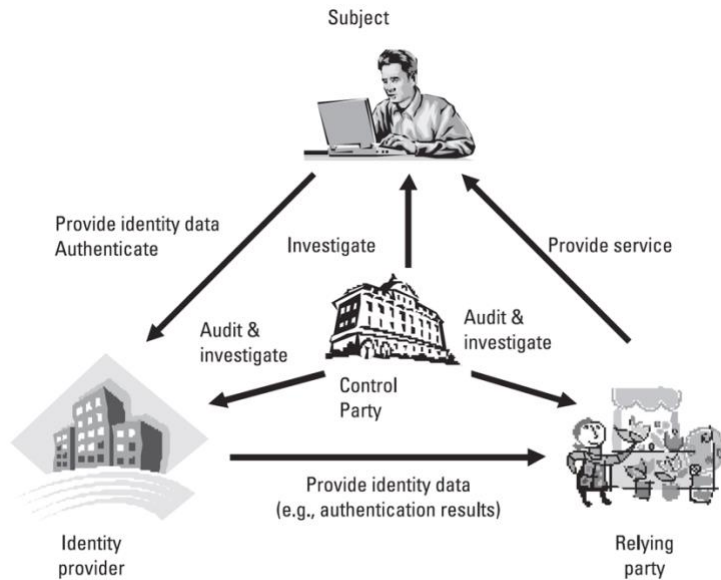 Subject
Provide identity data
Authenticate
Investigate
Provide service
Audit &
investigate
Audit &
investigate
Control
Party
Provide identity data
(e.g., authentication results)
Identity
provider
Relying
party